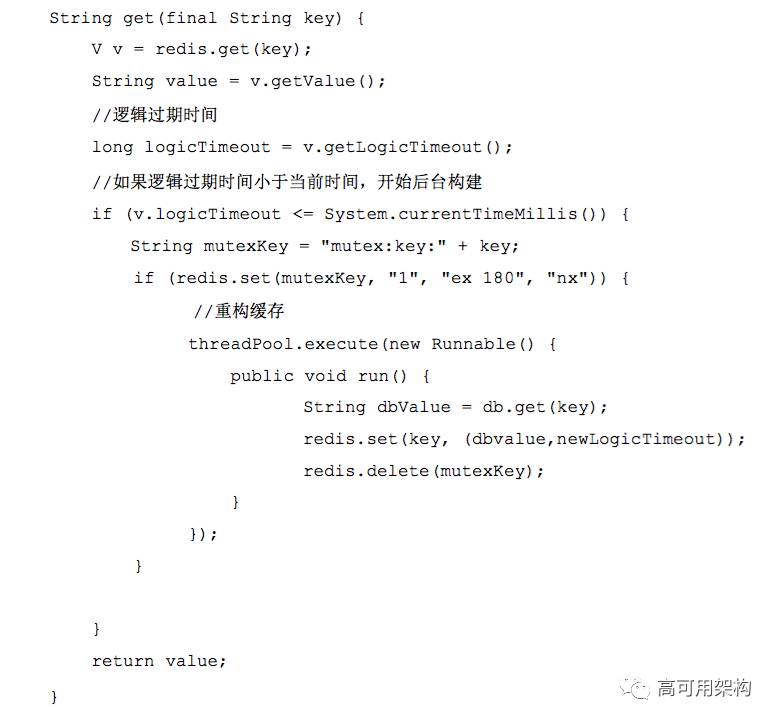 String get(final String key) {
V v = redis.get(key);
String value = v.getValue();
//逻辑过期时间
long logicTimeout = v.getLogicTimeout();
//如果逻辑过期时间小于当前时间，开始后台构建
if (v.logicTimeout <= System.currentTimeMillis()) {
String mutexKey = "mutex:key:" + key;
if (redis.set(mutexKey, "1", "ex 180", "nx")) {
//重构缓存
threadPool.execute(new Runnable() {
public void run() {
String dbValue = db.get(key);
redis.set(key, (dbvalue,newLogicTimeout));
redis.delete(mutexKey);
}
});
}
}
return value;
}
高可用架构